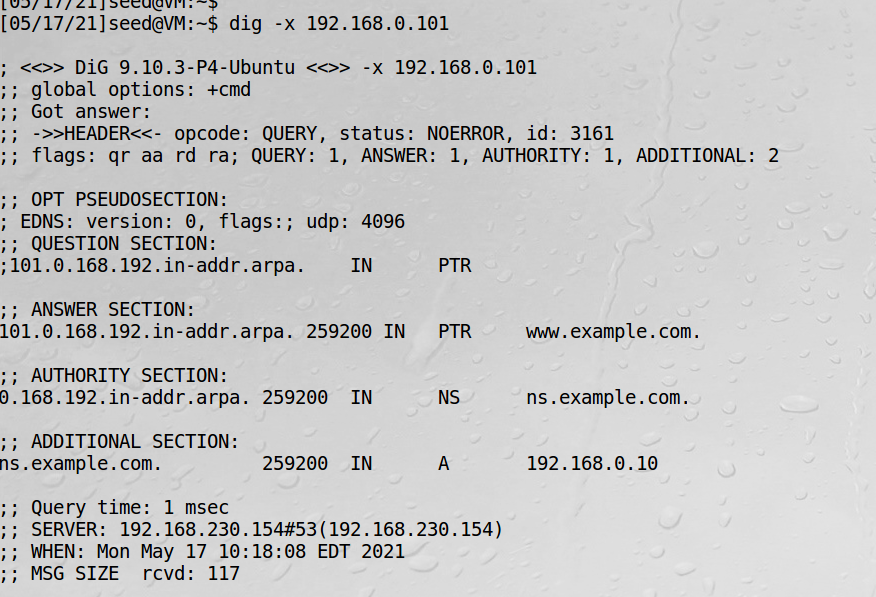 [05/17/21]seed@VM:~$
[05/17/21]seed@VM:~$ dig -x 192.168.0.101
; <<>> DiG 9.10.3-P4-Ubuntu <<>> -x 192.168.0.101
;; global options: +cmd
;; Got answer:
;; ->>HEADER<<- opcode: QUERY, status: NOERROR, id: 3161
;; flags: qr aa rd ra; QUERY: 1, ANSWER: 1, AUTHORITY: 1, ADDITIONAL: 2
;; OPT PSEUDOSECTION:
; EDNS: version: 0, flags:; udp: 4096
;; QUESTION SECTION:
;101.0.168.192.in-addr.arpa. IN PTR
;; ANSWER SECTION:
101.0.168.192.in-addr.arpa. 259200 IN PTR www.example.com.
;; AUTHORITY SECTION:
0.168.192.in-addr.arpa. 259200 IN NS ns.example.com.
;; ADDITIONAL SECTION:
ns.example.com. 259200 IN A 192.168.0.10
;; Query time: 1 msec
;; SERVER: 192.168.230.154#53(192.168.230.154)
;; WHEN: Mon May 17 10:18:08 EDT 2021
;; MSG SIZE rcvd: 117